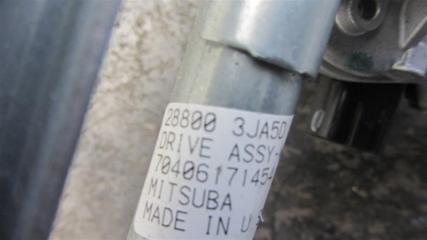 28800 3JA5D
DRIVE ASSY-
70406171454
MITSUBA
MADE IN U